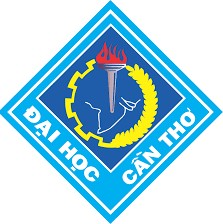 ĐẠI HỌC
CẦN THƠ